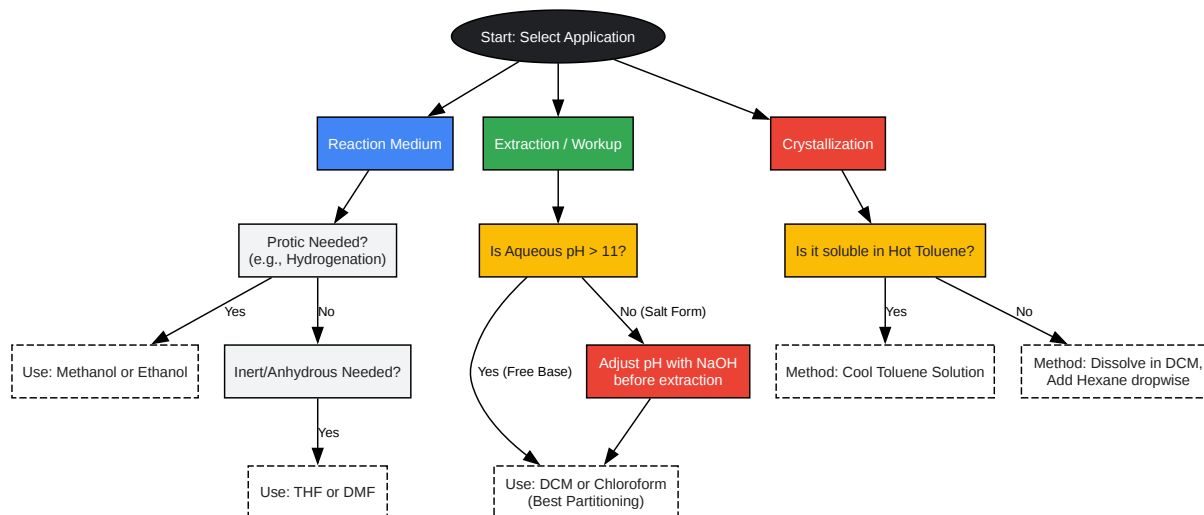 Start: Select Application
Reaction Medium
Extraction / Workup
Crystallization
Protic Needed?
(e.g., Hydrogenation)
Is Aqueous pH > 11?
Is it soluble in Hot Toluene?
Yes
No
No (Salt Form)
Yes
No
Use: Methanol or Ethanol
Inert/Anhydrous Needed?
Yes (Free Base)
Adjust pH with NaOH
before extraction
Method: Cool Toluene Solution
Method: Dissolve in DCM,
Add Hexane dropwise
Yes
Use: THF or DMF
Use: DCM or Chloroform
(Best Partitioning)